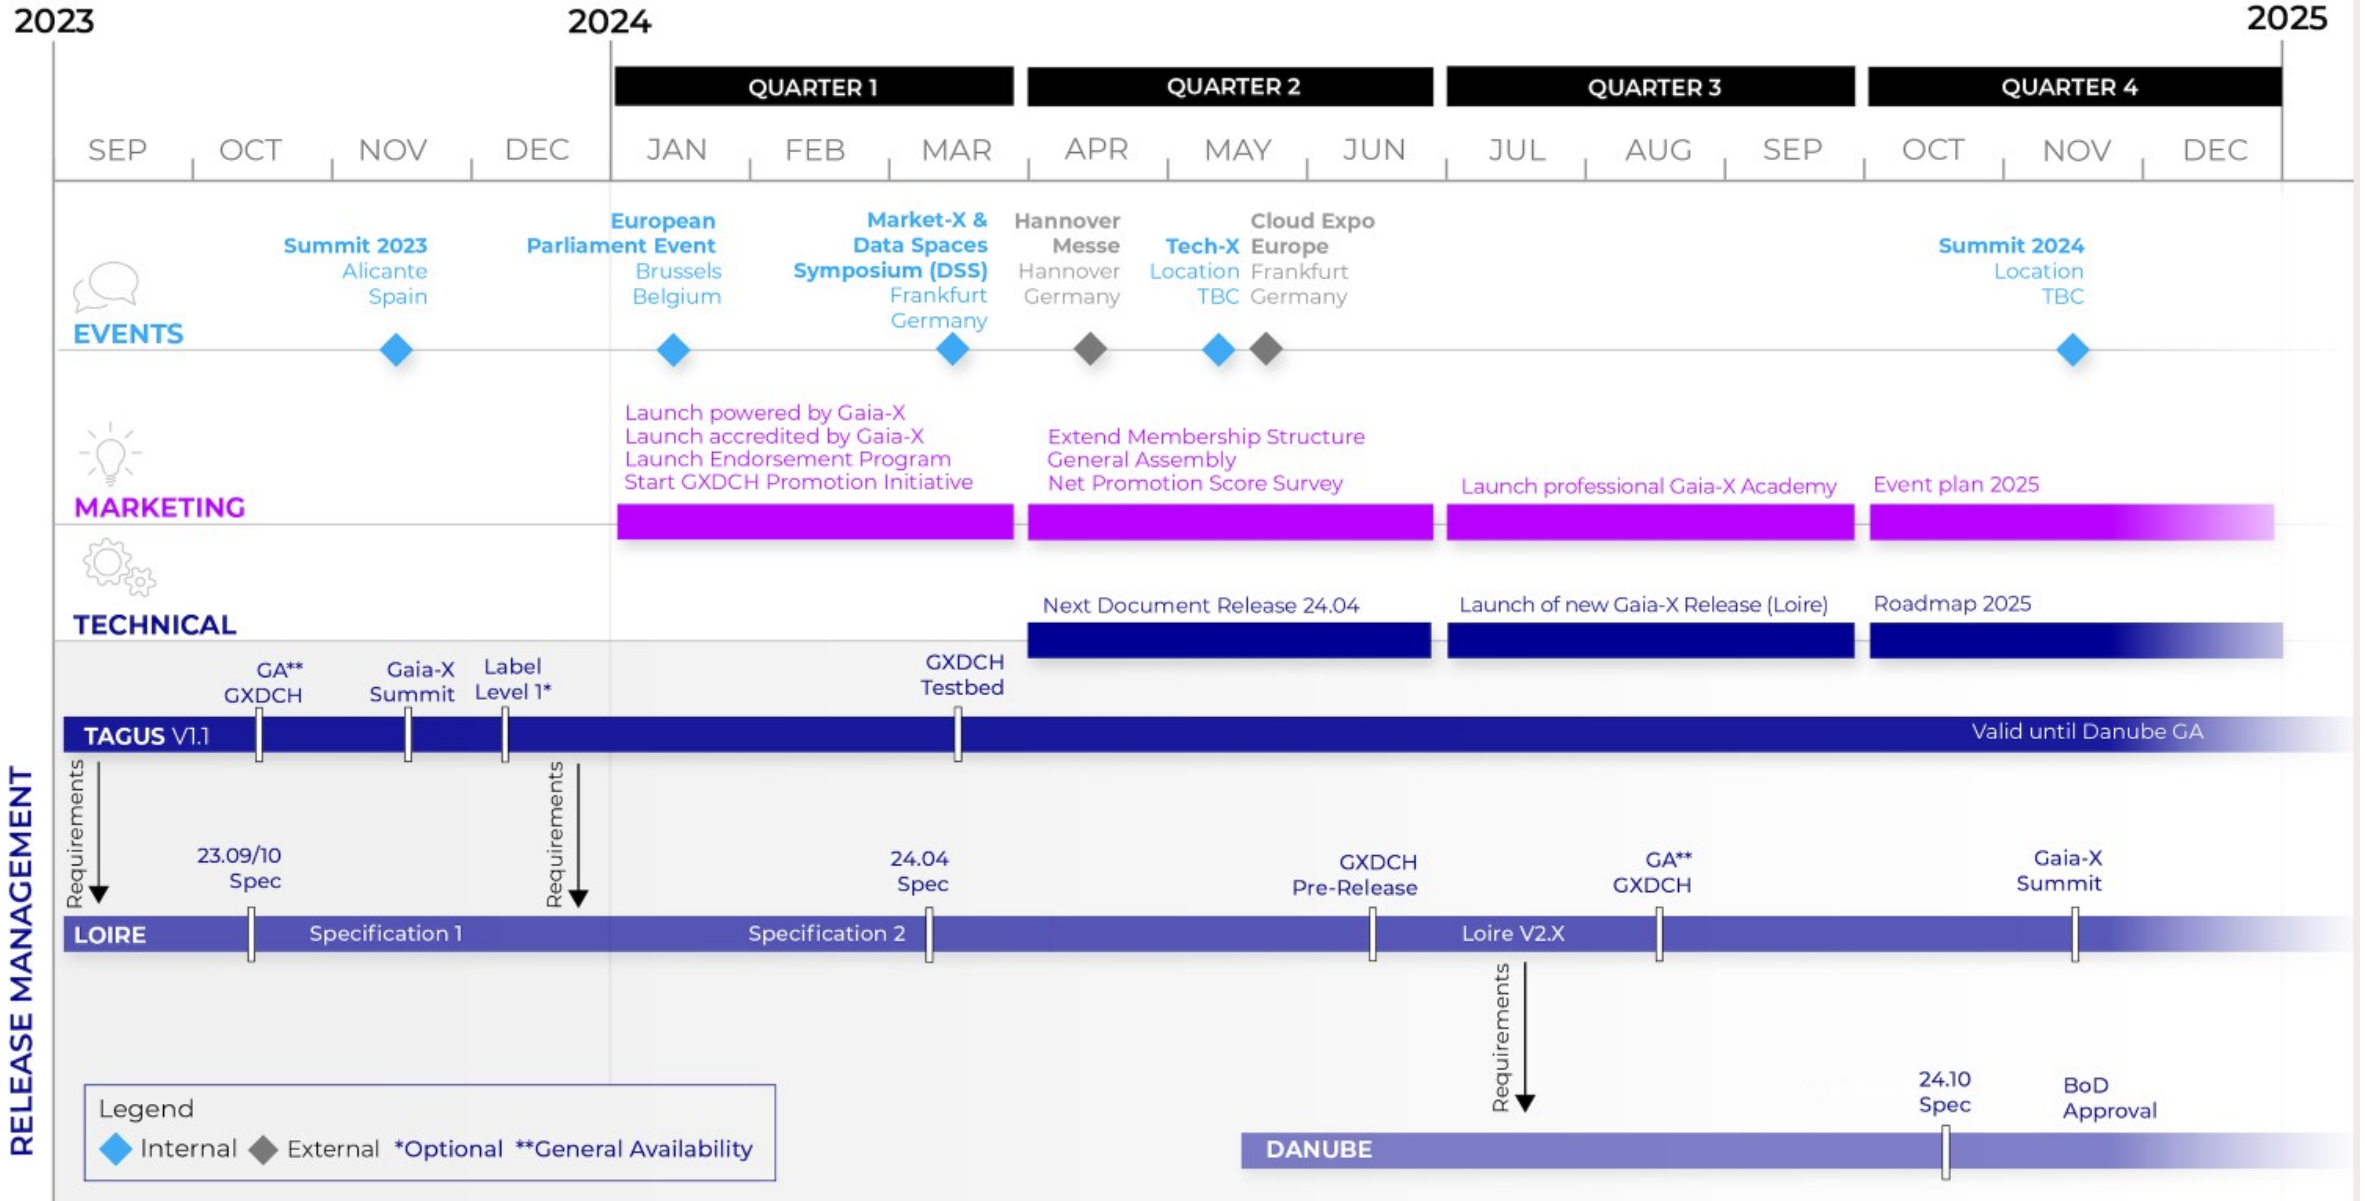 2023
2024
2025
QUARTER 1
QUARTER 2
QUARTER 3
QUARTER 4
SEP
OCT
NOV
DEC
JAN
FEB
MAR
APR
MAY
JUN
JUL
AUG
SEP
OCT
NOV
DEC
EVENTS
Summit 2023
Alicante
Spain
European
Parliament Event
Brussels
Belgium
Market-X &
Data Spaces
Symposium (DSS)
Frankfurt
Germany
Hannover
Messe
Hannover
Germany
Tech-X
Location
TBC
Cloud Expo
Europe
Frankfurt
Germany
Summit 2024
Location
TBC
MARKETING
Launch powered by Gaia-X
Launch accredited by Gaia-X
Launch Endorsement Program
Start GXDCH Promotion Initiative
Extend Membership Structure
General Assembly
Net Promotion Score Survey
Launch professional Gaia-X Academy
Event plan 2025
TECHNICAL
Next Document Release 24.04
Launch of new Gaia-X Release (Loire)
Roadmap 2025
RELEASE MANAGEMENT
GA**
GXDCH
Gaia-X
Summit
Label
Level 1*
GXDCH
Testbed
TAGUS V1.1
Valid until Danube GA
Requirements
Requirements
23.09/10
Spec
24.04
Spec
GXDCH
Pre-Release
GA**
GXDCH
Gaia-X
Summit
LOIRE
Specification 1
Specification 2
Loire V2.X
Requirements
24.10
Spec
BoD
Approval
DANUBE
Legend
Internal
External
*Optional
**General Availability